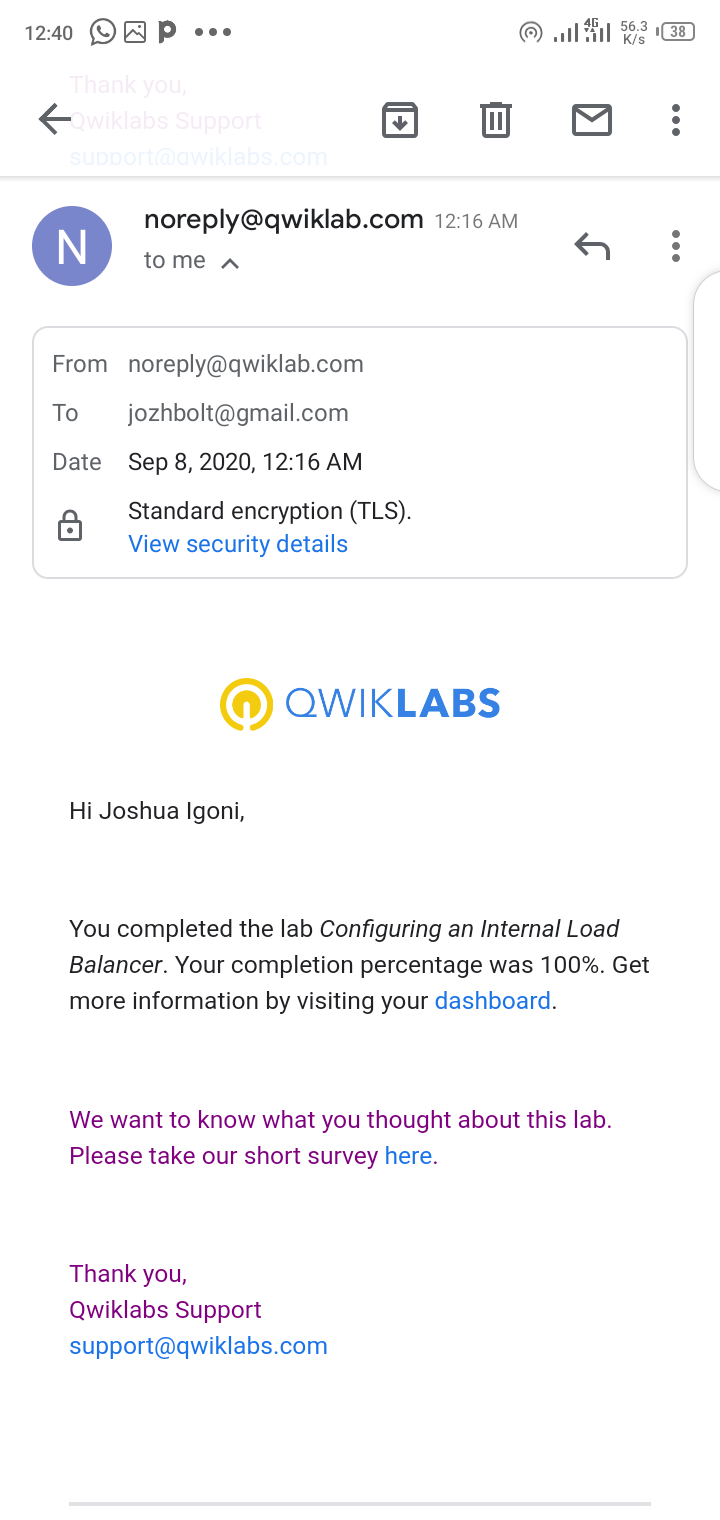 12:40 4G 56.3 K/s 38
Thank you,
Qwiklabs Support
support@qwiklabs.com
N
noreply@qwiklab.com 12:16 AM
to me
From noreply@qwiklab.com
To jozhbolt@gmail.com
Date Sep 8, 2020, 12:16 AM
Standard encryption (TLS).
View security details
QWIKLABS
Hi Joshua Igoni,
You completed the lab Configuring an Internal Load
Balancer. Your completion percentage was 100%. Get
more information by visiting your dashboard.
We want to know what you thought about this lab.
Please take our short survey here.
Thank you,
Qwiklabs Support
support@qwiklabs.com